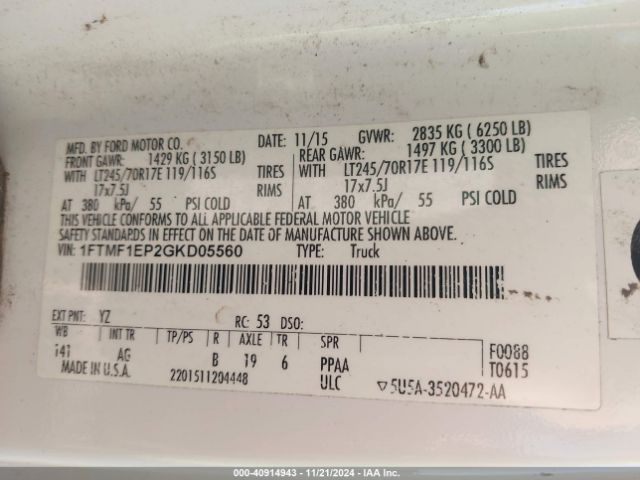 MFD. BY FORD MOTOR CO. DATE: 11/15 GVWR: 2835 KG ( 6250 LB)
FRONT GAWR: 1429 KG ( 3150 LB) REAR GAWR: 1497 KG ( 3300 LB)
WITH LT245/70R17E 119/116S TIRES WITH LT245/70R17E 119/116S TIRES
17x7.5J RIMS 17x7.5J RIMS
AT 380 kPa/ 55 PSI COLD AT 380 kPa/ 55 PSI COLD
THIS VEHICLE CONFORMS TO ALL APPLICABLE FEDERAL MOTOR VEHICLE
SAFETY STANDARDS IN EFFECT ON THE DATE OF MANUFACTURE SHOWN ABOVE.
VIN: 1FTMF1EP2GKD05560 TYPE: Truck
EXT PNT: YZ RC: 53 DSO:
WB INT TR TP/PS R AXLE TR SPR
141 AG B 19 6 PPAA F0088
MADE IN U.S.A. 2201511204448 ULC T0615
▽5U5A-3520472-AA
000-40914943 - 11/21/2024 - IAA Inc.